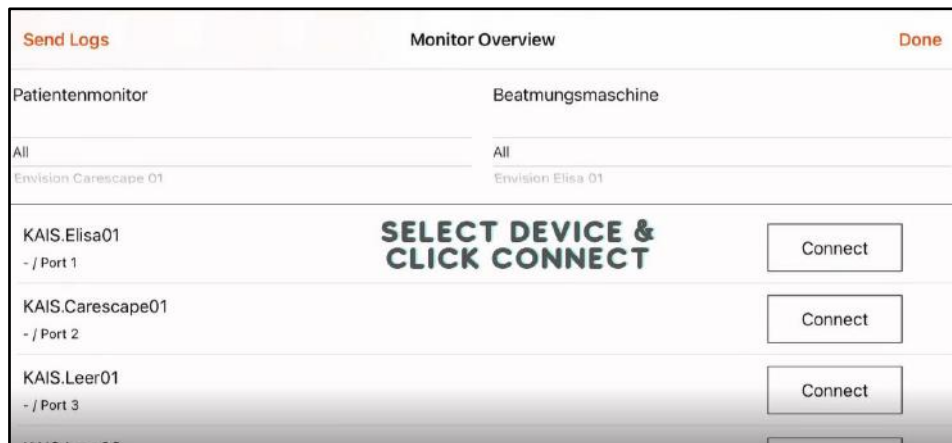 Send Logs
Monitor Overview
Done
Patientenmonitor
Beatmungsmaschine
All
All
Envision Carescape 01
Envision Elisa 01
KAIS.Elisa01
- / Port 1
SELECT DEVICE &
CLICK CONNECT
Connect
KAIS.Carescape01
- / Port 2
Connect
KAIS.Leer01
- / Port 3
Connect